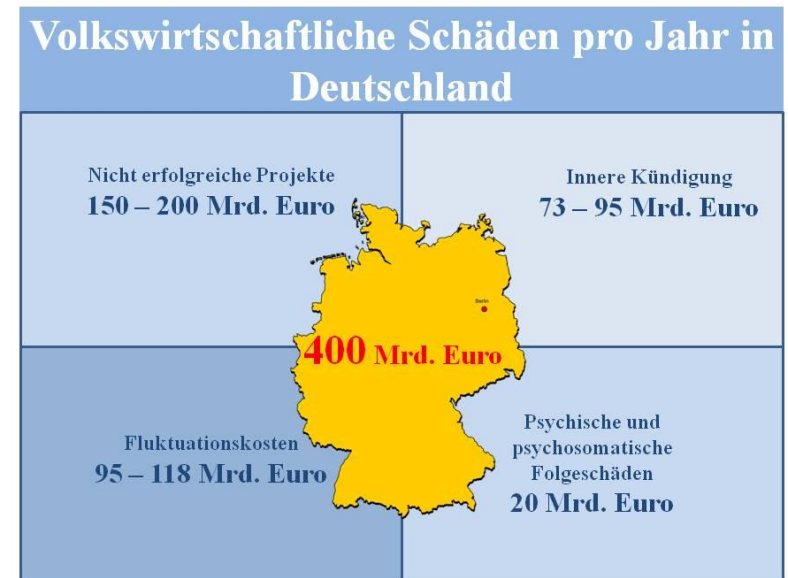 Volkswirtschaftliche Schäden pro Jahr in
Deutschland
Nicht erfolgreiche Projekte
150 – 200 Mrd. Euro
Innere Kündigung
73 – 95 Mrd. Euro
Berlin
400 Mrd. Euro
Fluktuationskosten
95 – 118 Mrd. Euro
Psychische und
psychosomatische
Folgeschäden
20 Mrd. Euro